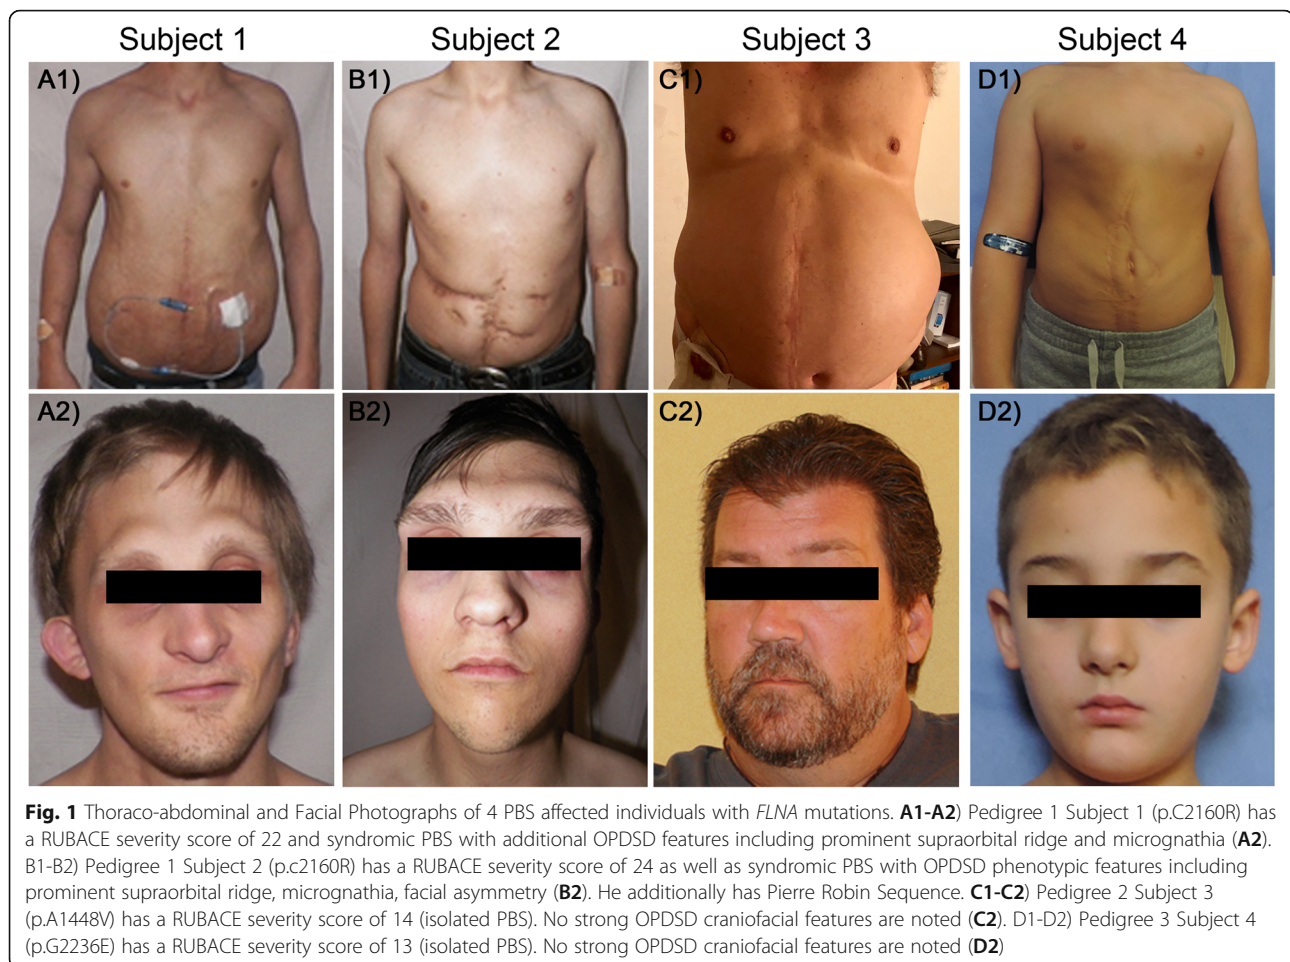 Subject 1 Subject 2 Subject 3 Subject 4
A1) B1) C1) D1)
A2) B2) C2) D2)
Fig. 1 Thoraco-abdominal and Facial Photographs of 4 PBS affected individuals with FLNA mutations. A1-A2) Pedigree 1 Subject 1 (p.C2160R) has
a RUBACE severity score of 22 and syndromic PBS with additional OPDSD features including prominent supraorbital ridge and micrognathia (A2).
B1-B2) Pedigree 1 Subject 2 (p.c2160R) has a RUBACE severity score of 24 as well as syndromic PBS with OPDSD phenotypic features including
prominent supraorbital ridge, micrognathia, facial asymmetry (B2). He additionally has Pierre Robin Sequence. C1-C2) Pedigree 2 Subject 3
(p.A1448V) has a RUBACE severity score of 14 (isolated PBS). No strong OPDSD craniofacial features are noted (C2). D1-D2) Pedigree 3 Subject 4
(p.G2236E) has a RUBACE severity score of 13 (isolated PBS). No strong OPDSD craniofacial features are noted (D2)